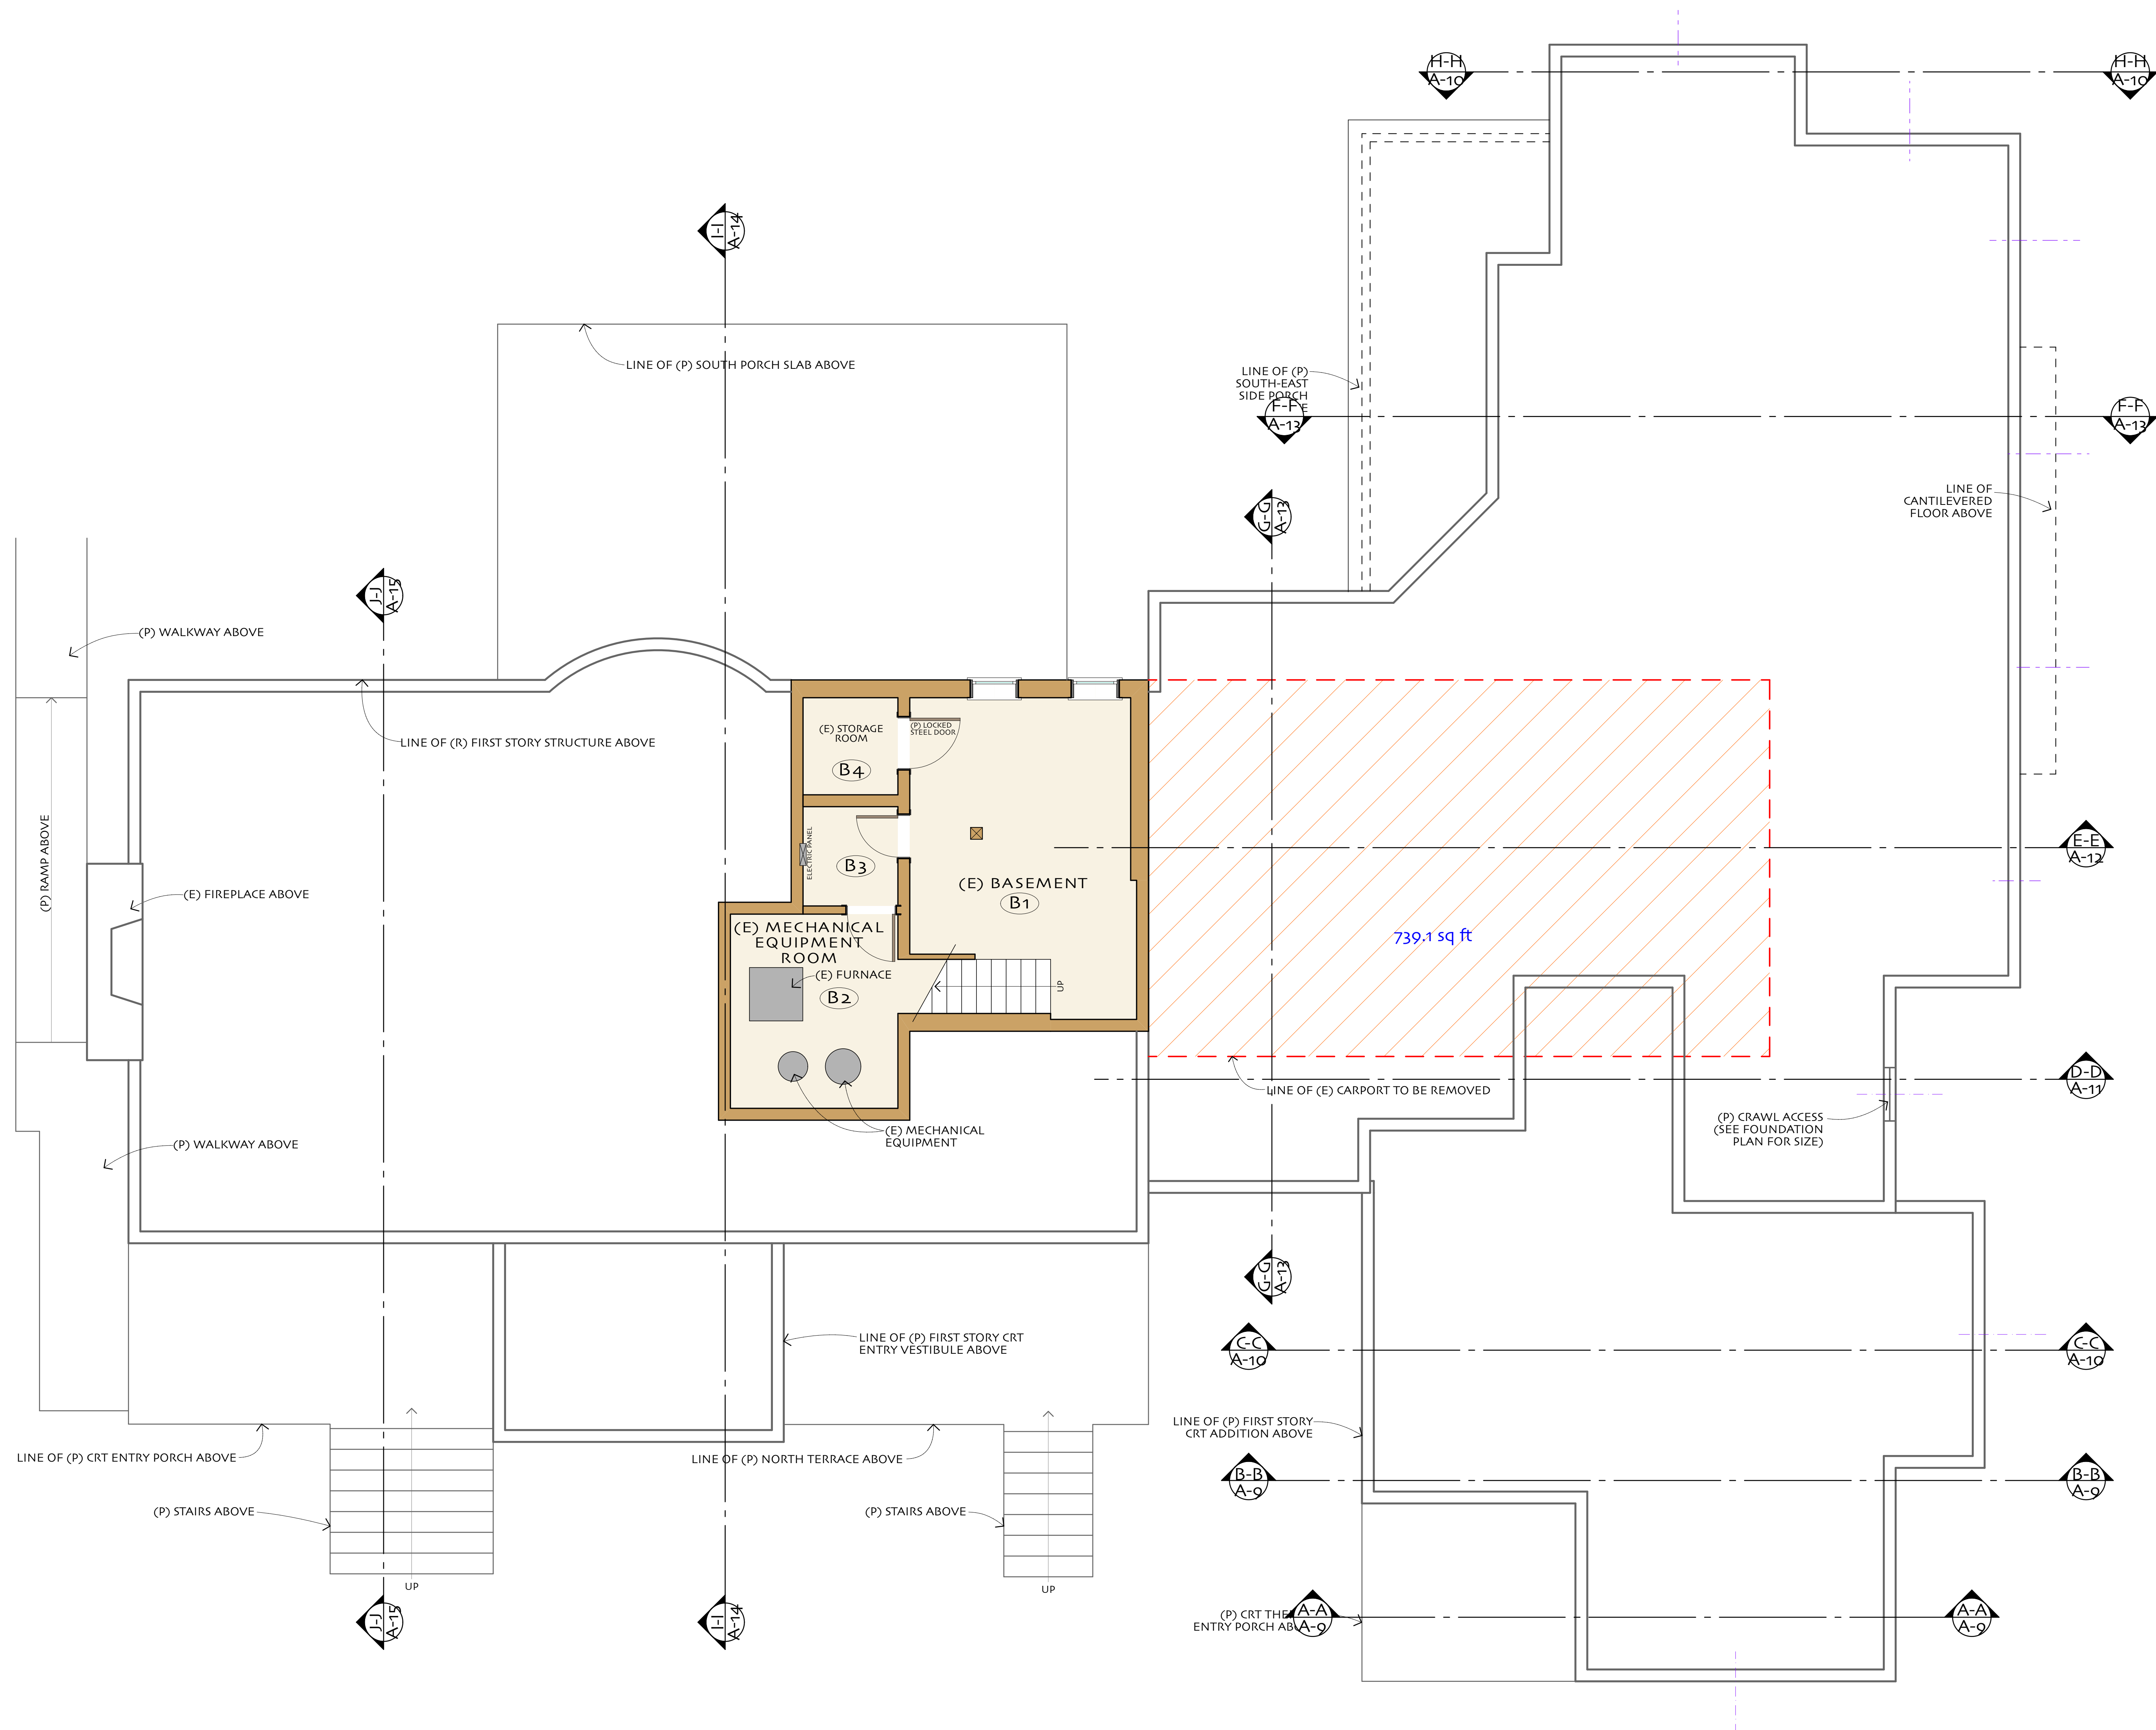 H-H
A-10
H-H
A-10
I-I
A-14
LINE OF (P) SOUTH PORCH SLAB ABOVE
LINE OF (P)
SOUTH-EAST
SIDE PORCH
F-F
A-13
F-F
A-13
LINE OF
CANTILEVERED
FLOOR ABOVE
G-G
A-13
J-J
A-15
(P) WALKWAY ABOVE
LINE OF (R) FIRST STORY STRUCTURE ABOVE
(E) STORAGE
ROOM
B4
(P) LOCKED
STEEL DOOR
(P) RAMP ABOVE
ELECTRIC PANEL
B3
(E) BASEMENT
B1
E-E
A-12
(E) FIREPLACE ABOVE
(E) MECHANICAL
EQUIPMENT
ROOM
(E) FURNACE
B2
UP
739.1 sq ft
LINE OF (E) CARPORT TO BE REMOVED
D-D
A-11
(P) CRAWL ACCESS
(SEE FOUNDATION
PLAN FOR SIZE)
(E) MECHANICAL
EQUIPMENT
(P) WALKWAY ABOVE
G-G
A-13
LINE OF (P) FIRST STORY CRT
ENTRY VESTIBULE ABOVE
C-C
A-10
C-C
A-10
LINE OF (P) FIRST STORY
CRT ADDITION ABOVE
LINE OF (P) CRT ENTRY PORCH ABOVE
LINE OF (P) NORTH TERRACE ABOVE
B-B
A-9
B-B
A-9
(P) STAIRS ABOVE
(P) STAIRS ABOVE
UP
UP
J-J
A-15
I-I
A-14
(P) CRT
ENTRY PORCH
A-A
A-9
A-A
A-9